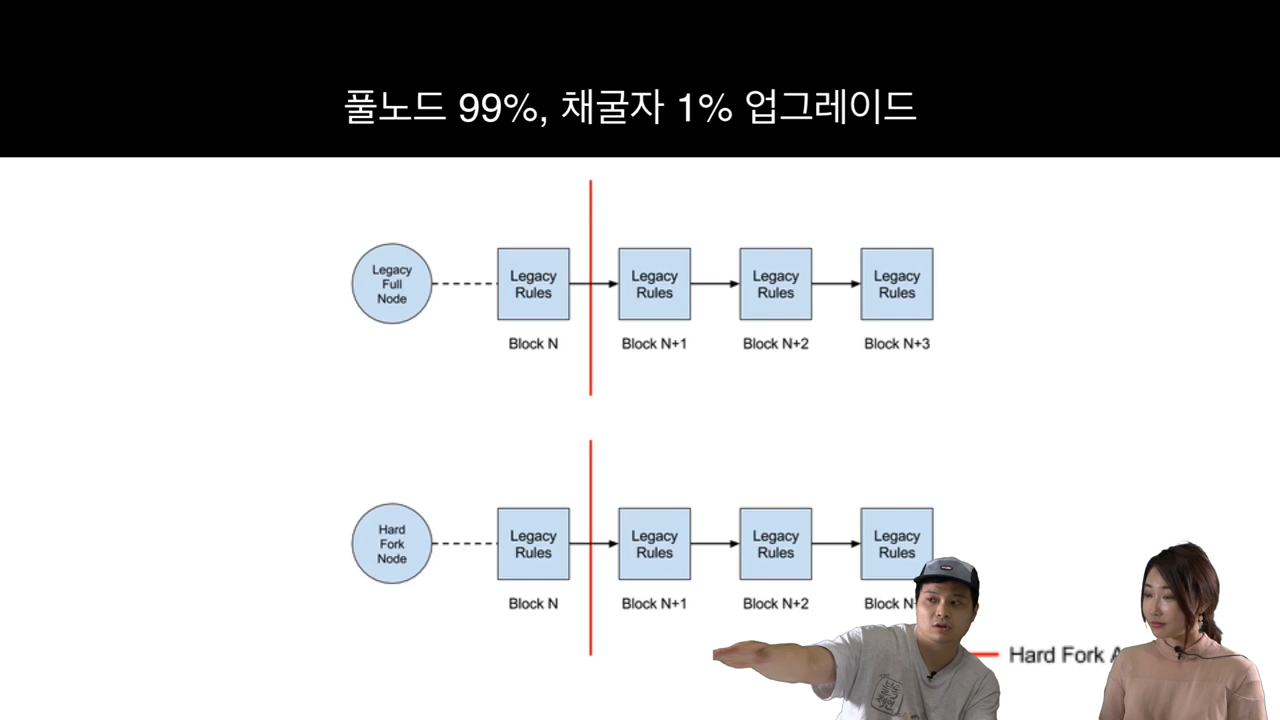 풀노드 99%, 채굴자 1% 업그레이드
Legacy
Full
Node
Legacy
Rules
Legacy
Rules
Legacy
Rules
Legacy
Rules
Block N
Block N+1
Block N+2
Block N+3
Hard
Fork
Node
Legacy
Rules
Legacy
Rules
Legacy
Rules
Legacy
Rules
Block N
Block N+1
Block N+2
Block N
Hard Fork A